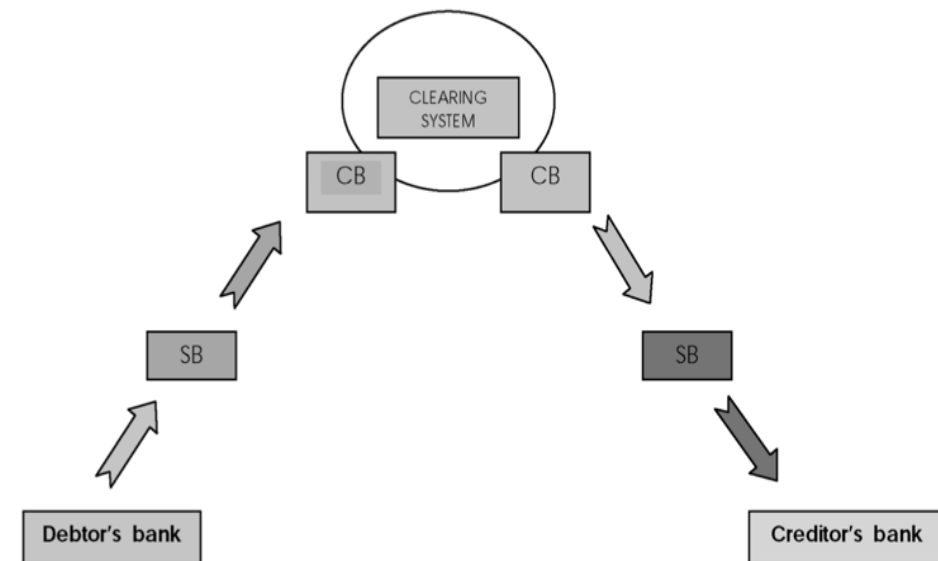 CLEARING
SYSTEM
CB
CB
SB
SB
Debtor's bank
Creditor's bank